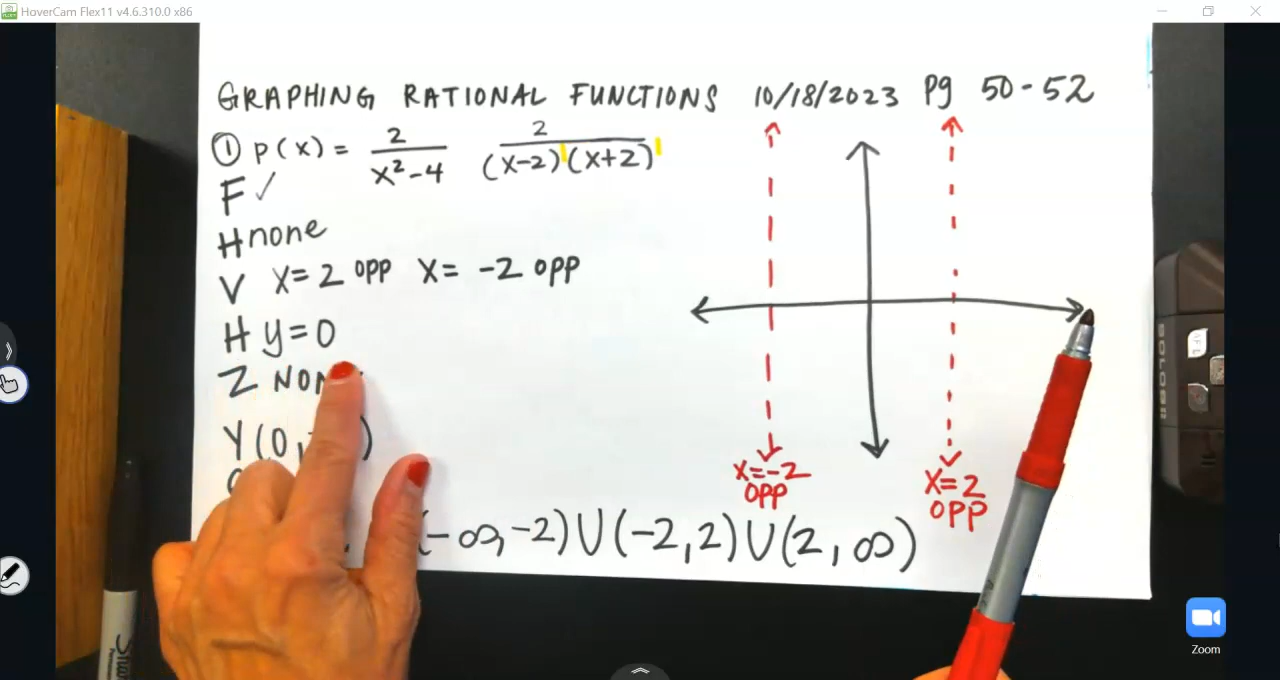 HoverCam Flex11 v4.6.310.0 x86
GRAPHING RATIONAL FUNCTIONS 10/18/2023 pg 50-52
① p(x) = 2/(x²-4) 2/((x-2)(x+2))
F ✓
H none
V x=2 OPP x=-2 OPP
H y=0
Z
Y (0,
(-∞,-2)∪(-2,2)∪(2,∞)
x=-2
OPP
x=2
OPP
Zoom